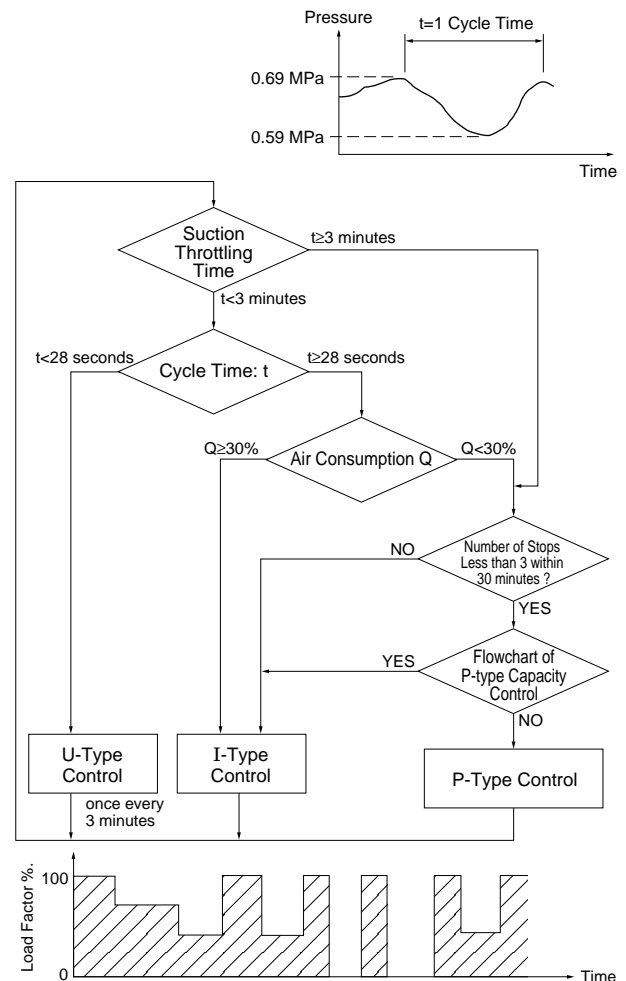 Pressure
t=1 Cycle Time
0.69 MPa
0.59 MPa
Time
Suction
Throttling
Time
t≥3 minutes
t<3 minutes
t<28 seconds
Cycle Time: t
t≥28 seconds
Q≥30%
Air Consumption Q
Q<30%
NO
Number of Stops
Less than 3 within
30 minutes ?
YES
YES
Flowchart of
P-type Capacity
Control
NO
U-Type
Control
I-Type
Control
P-Type Control
once every
3 minutes
Load Factor %.
100
0
Time